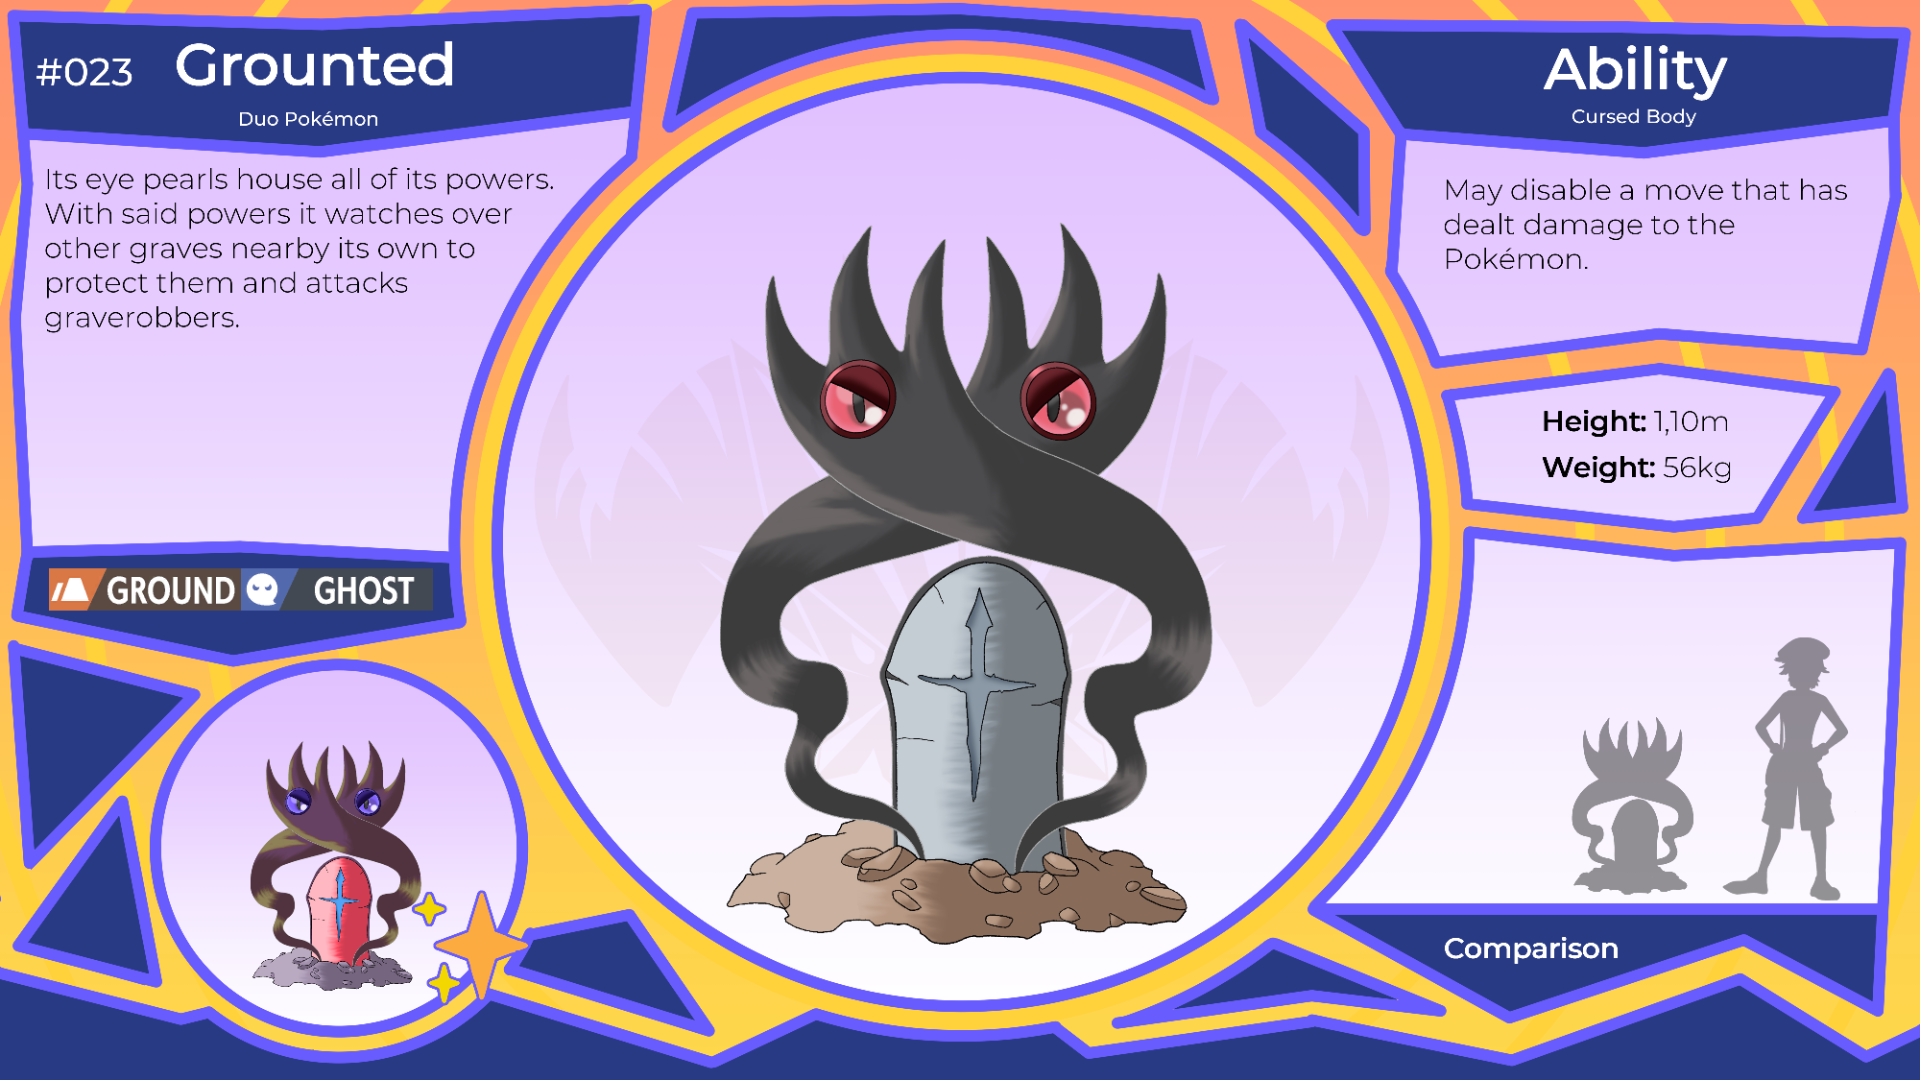 #023 Grounted
Duo Pokémon
Its eye pearls house all of its powers.
With said powers it watches over
other graves nearby its own to
protect them and attacks
graverobbers.
GROUND GHOST
Ability
Cursed Body
May disable a move that has
dealt damage to the
Pokémon.
Height: 1,10m
Weight: 56kg
Comparison